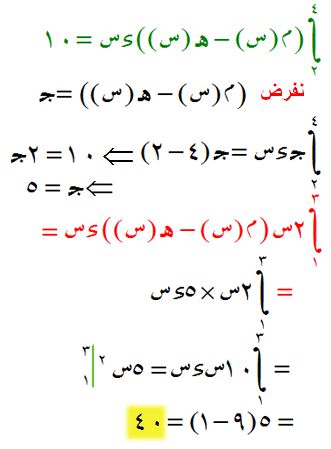 ∫₂⁴ (م(س) − هـ(س)) ءس = ١٠
نفرض (م(س) − هـ(س)) = جـ
∫₂⁴ جـ ءس = جـ(٤ − ٢) ⇐ ١٠ = ٢جـ
⇐ جـ = ٥
∫₁³ ٢س (م(س) − هـ(س)) ءس =
= ∫₁³ ٢س × ٥ ءس
= ∫₁³ ١٠س ءس = ٥س² |₁³
= ٥(٩ − ١) = ٤٠